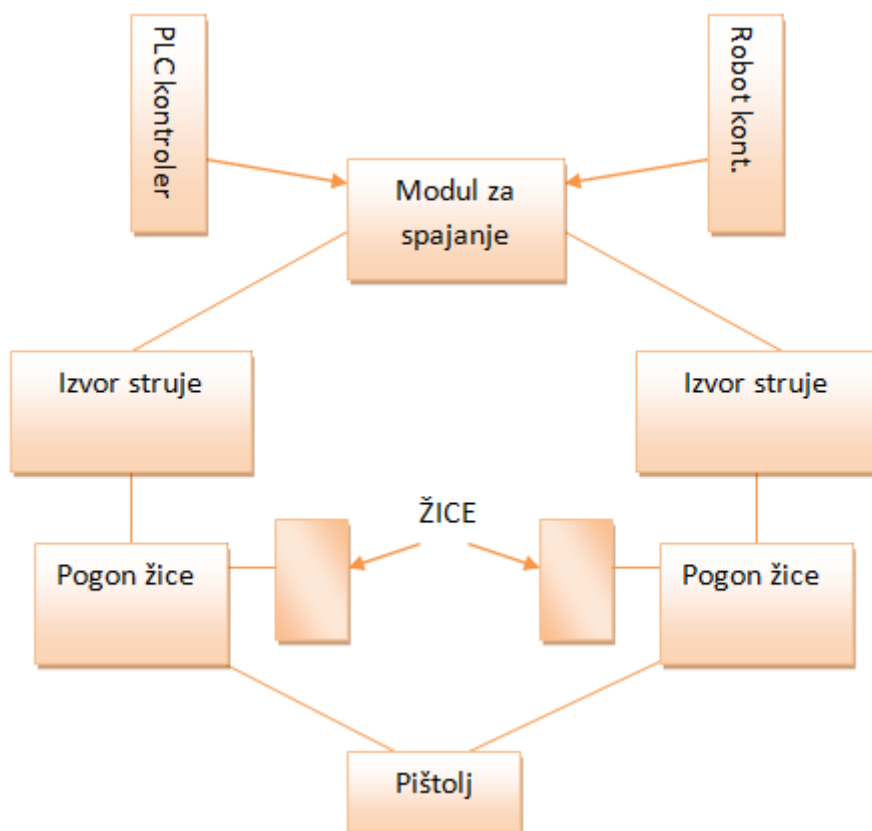 PLC kontroler
Robot kont.
Modul za
spajanje
Izvor struje
Izvor struje
ŽICE
Pogon žice
Pogon žice
Pištolj